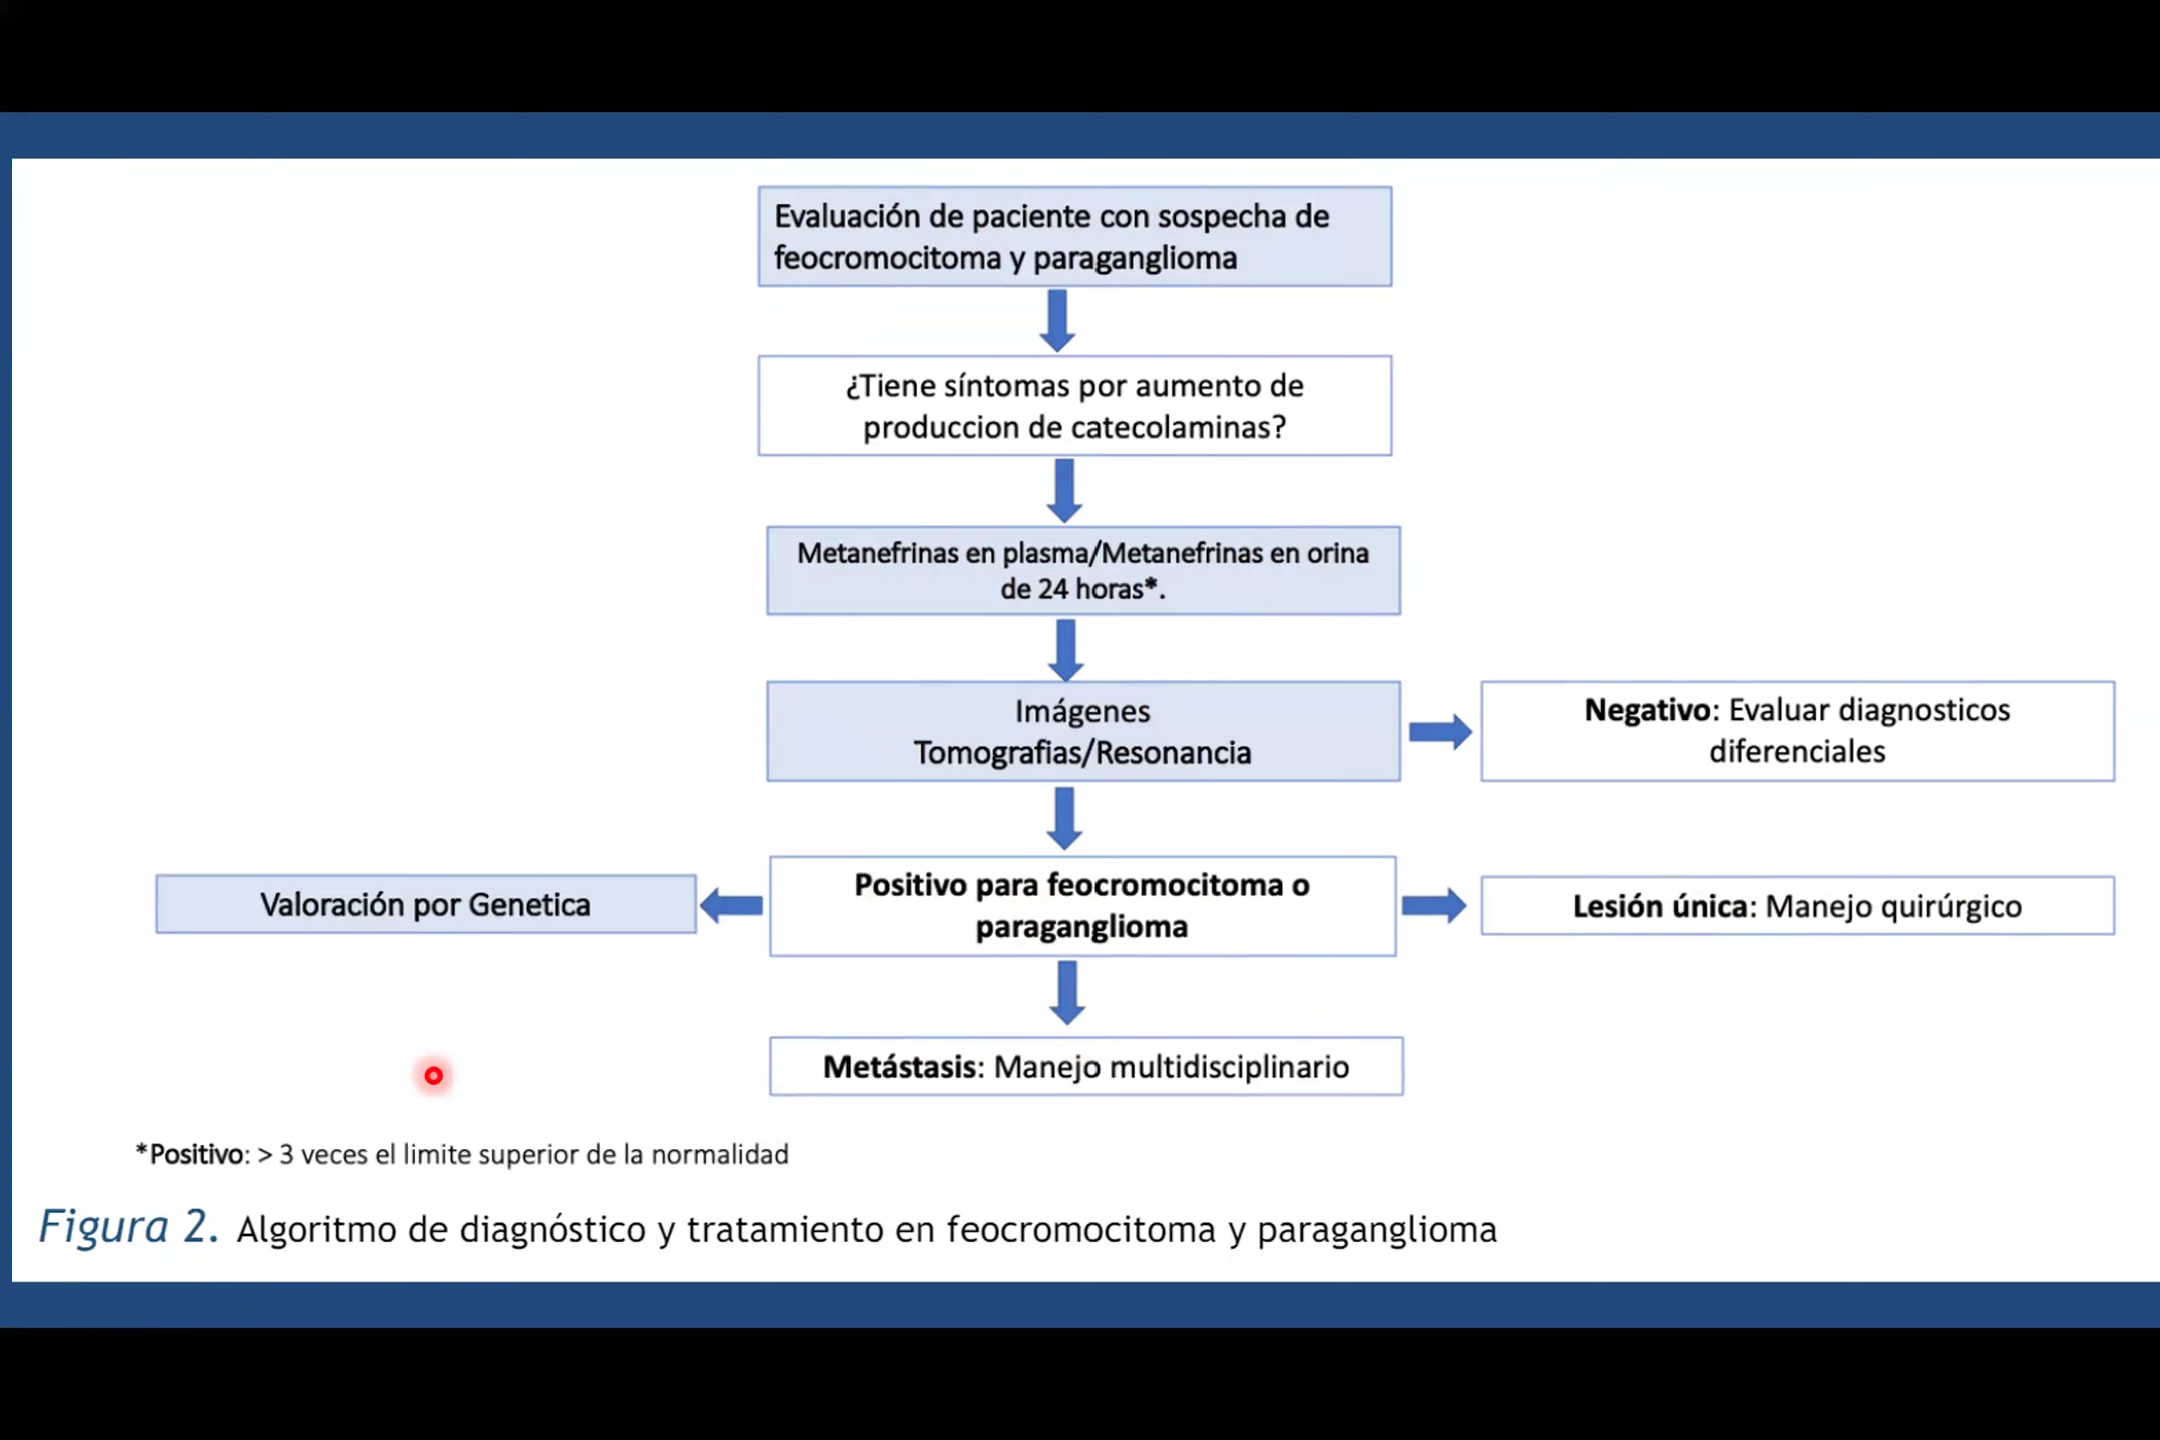 Evaluación de paciente con sospecha de
feocromocitoma y paraganglioma
¿Tiene síntomas por aumento de
produccion de catecolaminas?
Metanefrinas en plasma/Metanefrinas en orina
de 24 horas*.
Imágenes
Tomografias/Resonancia
Negativo: Evaluar diagnosticos
diferenciales
Valoración por Genetica
Positivo para feocromocitoma o
paraganglioma
Lesión única: Manejo quirúrgico
Metástasis: Manejo multidisciplinario
*Positivo: > 3 veces el limite superior de la normalidad
Figura 2. Algoritmo de diagnóstico y tratamiento en feocromocitoma y paraganglioma